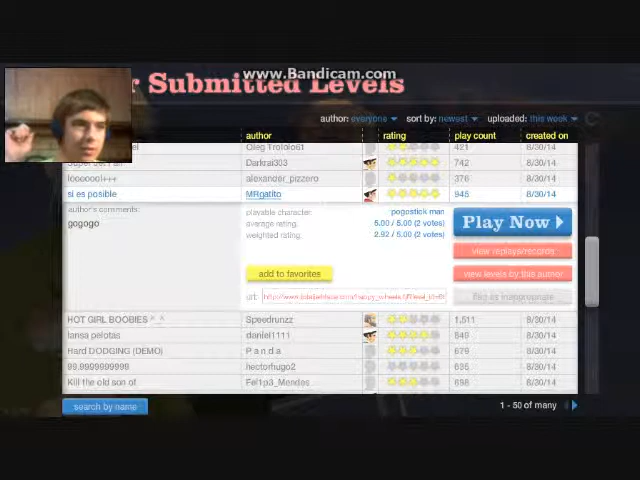 www.Bandicam.com
r Submitted Levels
author: everyone sort by: newest uploaded: this week
author rating play count created on
Oleg Trololo61 421 8/30/14
Darkrai303 742 8/30/14
looooool+++ alexander_pizzero 376 8/30/14
si es posible MRgatito 945 8/30/14
author's comments:
gogogo
playable character: pogostick man
average rating: 5.00 / 5.00 (2 votes)
weighted rating: 2.92 / 5.00 (2 votes)
Play Now
view replays/records
add to favorites
view levels by this author
url:
flag as inappropriate
HOT GIRL BOOBIES ^_^ Speedrunzz 1,511 8/30/14
lansa pelotas daniel1111 849 8/30/14
Hard DODGING (DEMO) P a n d a 679 8/30/14
99.9999999999 hectorhugo2 635 8/30/14
Kill the old son of Fel1p3_Mendes 8/30/14
search by name
1 - 50 of many